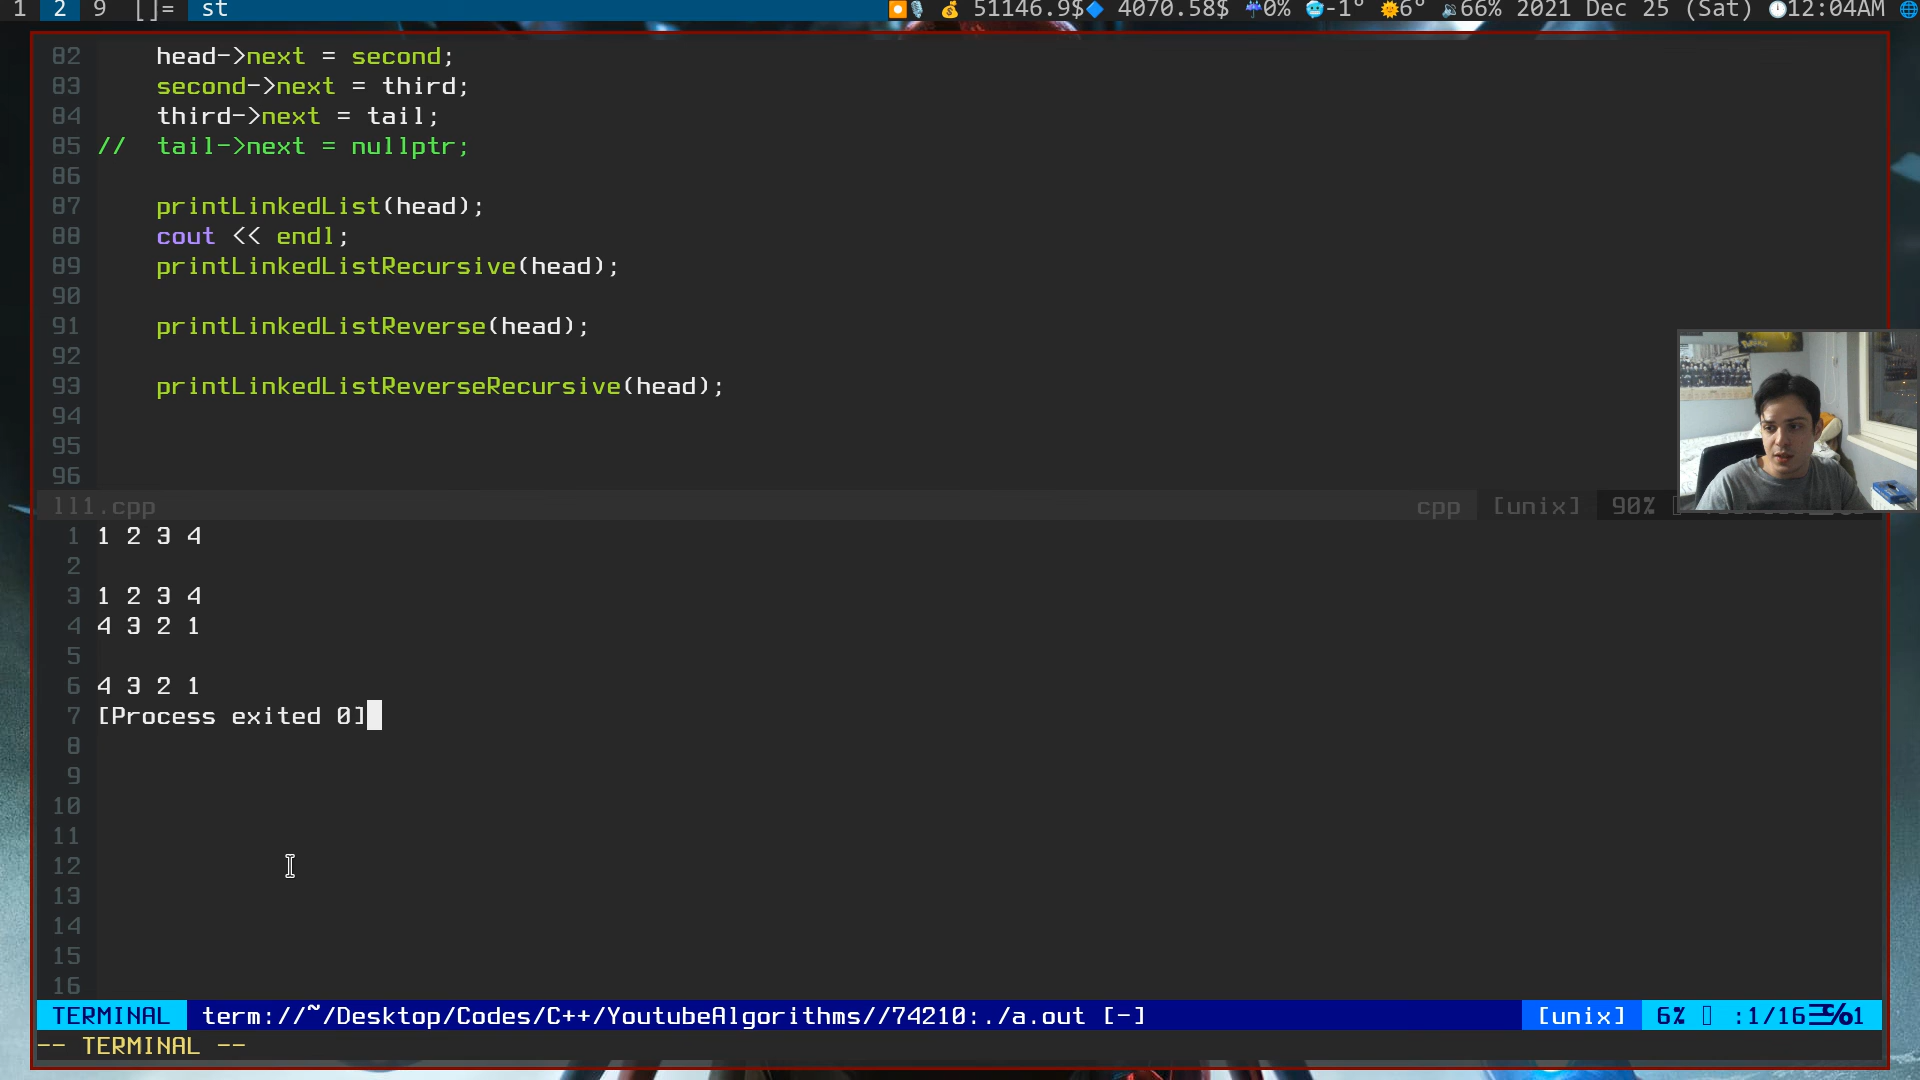 1 2 9 []= st 51146.9$ 4070.58$ 0% -1° 6° 66% 2021 Dec 25 (Sat) 12:04AM
82 head->next = second;
83 second->next = third;
84 third->next = tail;
85 // tail->next = nullptr;
86
87 printLinkedList(head);
88 cout << endl;
89 printLinkedListRecursive(head);
90
91 printLinkedListReverse(head);
92
93 printLinkedListReverseRecursive(head);
94
95
96
ll1.cpp cpp [unix] 90%
1 1 2 3 4
2
3 1 2 3 4
4 4 3 2 1
5
6 4 3 2 1
7 [Process exited 0]
8
9
10
11
12
13
14
15
16
TERMINAL term://~/Desktop/Codes/C++/YoutubeAlgorithms//74210:./a.out [-] [unix] 6% :1/16 1
-- TERMINAL --